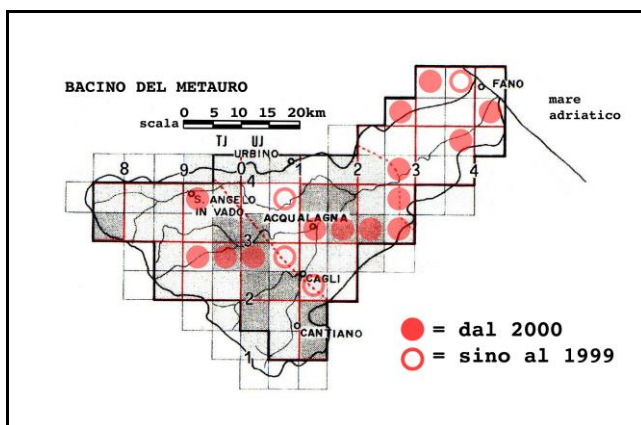 BACINO DEL METAURO
0 5 10 15 20km
scala
TJ UJ
FANO
mare
adriatico
URBINO
8 9 0 1 2 3 4
4
S. ANGELO
IN VADO
ACQUALAGNA
3
CAGLI
2
CANTIANO
1
= dal 2000
= sino al 1999